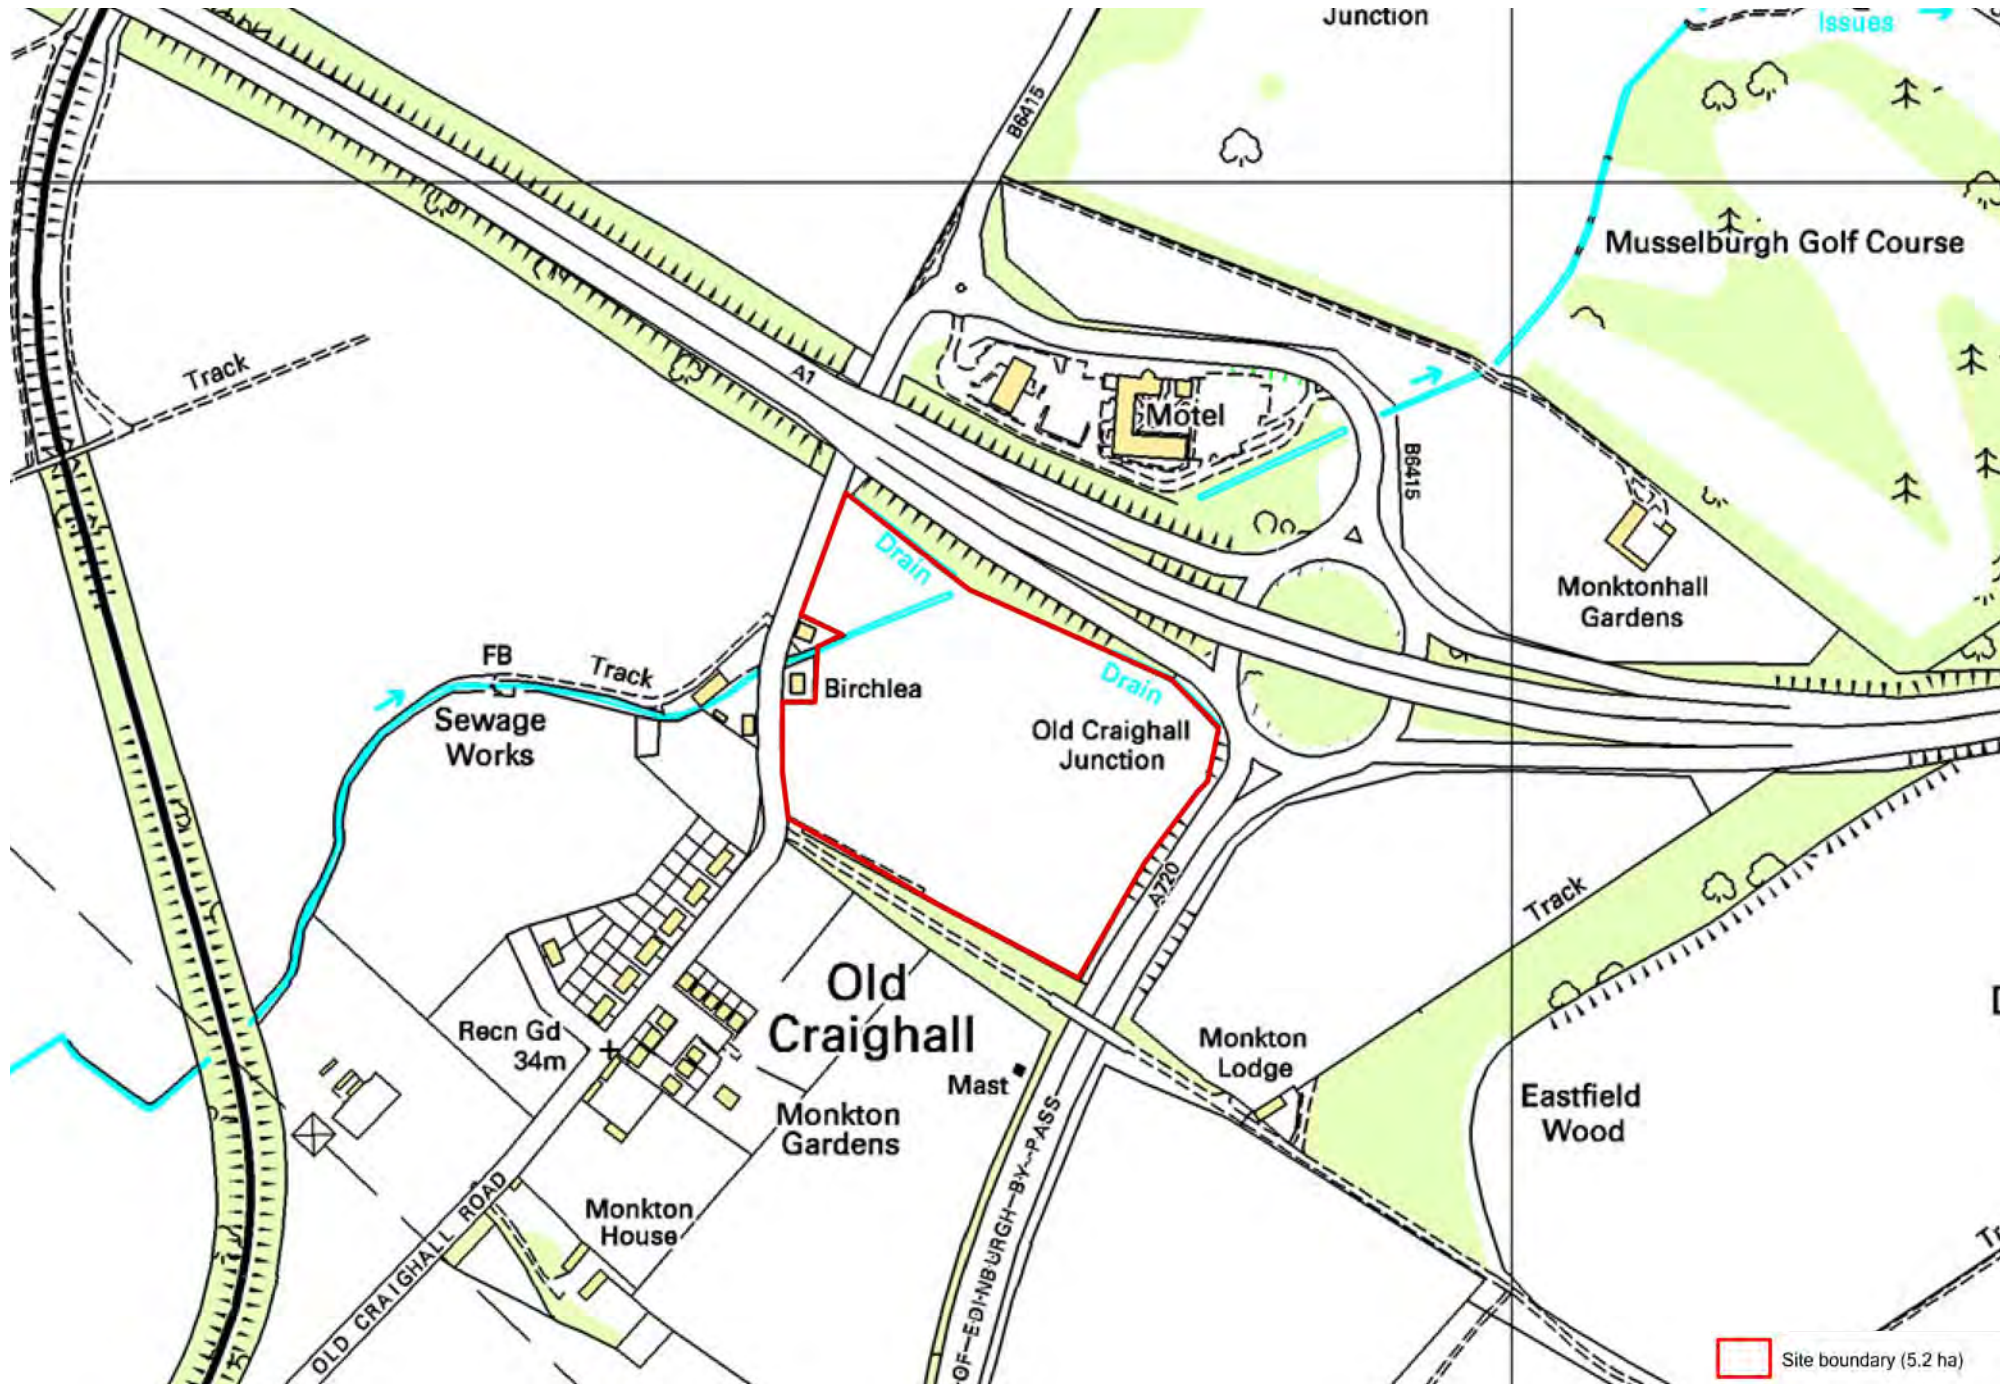 Junction
Issues
B6415
Musselburgh Golf Course
Track
A1
Motel
B6415
Drain
Monktonhall
Gardens
FB
Track
Birchlea
Drain
Sewage
Works
Old Craighall
Junction
A720
Track
Old
Craighall
Recn Gd
34m
Mast
Monkton
Lodge
Eastfield
Wood
Monkton
Gardens
Monkton
House
OLD CRAIGHALL ROAD
OF EDINBURGH BY-PASS
Tr
Site boundary (5.2 ha)